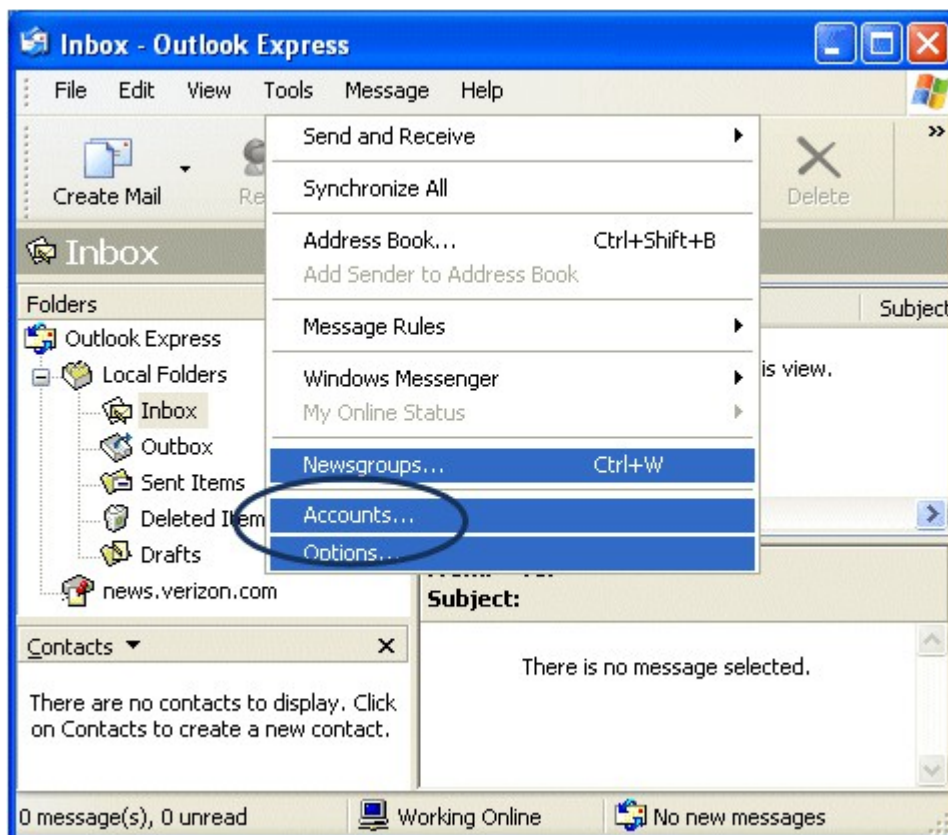 Inbox - Outlook Express
File Edit View Tools Message Help
Create Mail
Re
Delete
»
Send and Receive
Synchronize All
Address Book... Ctrl+Shift+B
Add Sender to Address Book
Message Rules
Windows Messenger
My Online Status
Newsgroups... Ctrl+W
Accounts...
Options...
Inbox
Folders
Outlook Express
Local Folders
Inbox
Outbox
Sent Items
Deleted Item
Drafts
news.verizon.com
Subject
is view.
Subject:
There is no message selected.
Contacts
There are no contacts to display. Click
on Contacts to create a new contact.
0 message(s), 0 unread
Working Online
No new messages